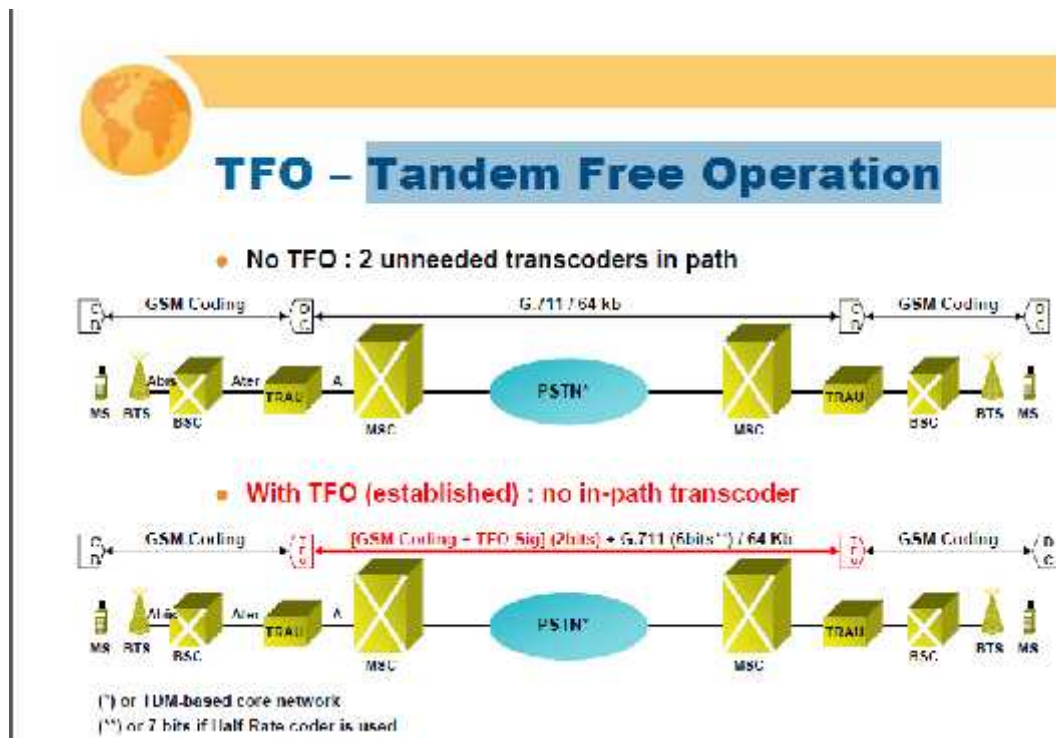 TFO – Tandem Free Operation
• No TFO : 2 unneeded transcoders in path
GSM Coding G.711 / 64 kb GSM Coding
C D D C C D D C
Abis Ater A PSTN*
TRAU TRAU
MS BTS BSC MSC MSC BSC BTS MS
• With TFO (established) : no in-path transcoder
GSM Coding [GSM Coding + TFO Sig] (2bits) + G.711 (6bits**) / 64 Kb GSM Coding
C D T F O T F O D C
Abis Ater A PSTN*
TRAU TRAU
MS BTS BSC MSC MSC BSC BTS MS
(*) or TDM-based core network
(**) or 7 bits if Half Rate coder is used